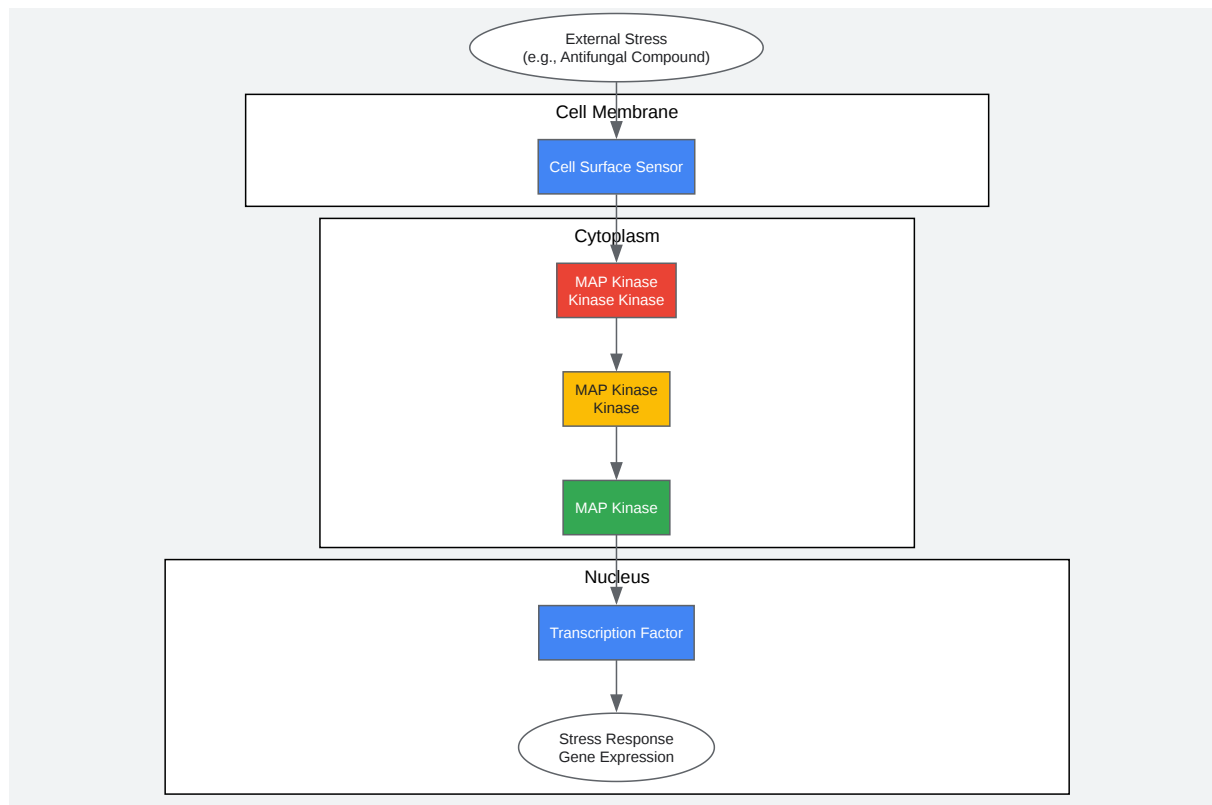 External Stress
(e.g., Antifungal Compound)
Cell Membrane
Cell Surface Sensor
Cytoplasm
MAP Kinase
Kinase Kinase
MAP Kinase
Kinase
MAP Kinase
Nucleus
Transcription Factor
Stress Response
Gene Expression